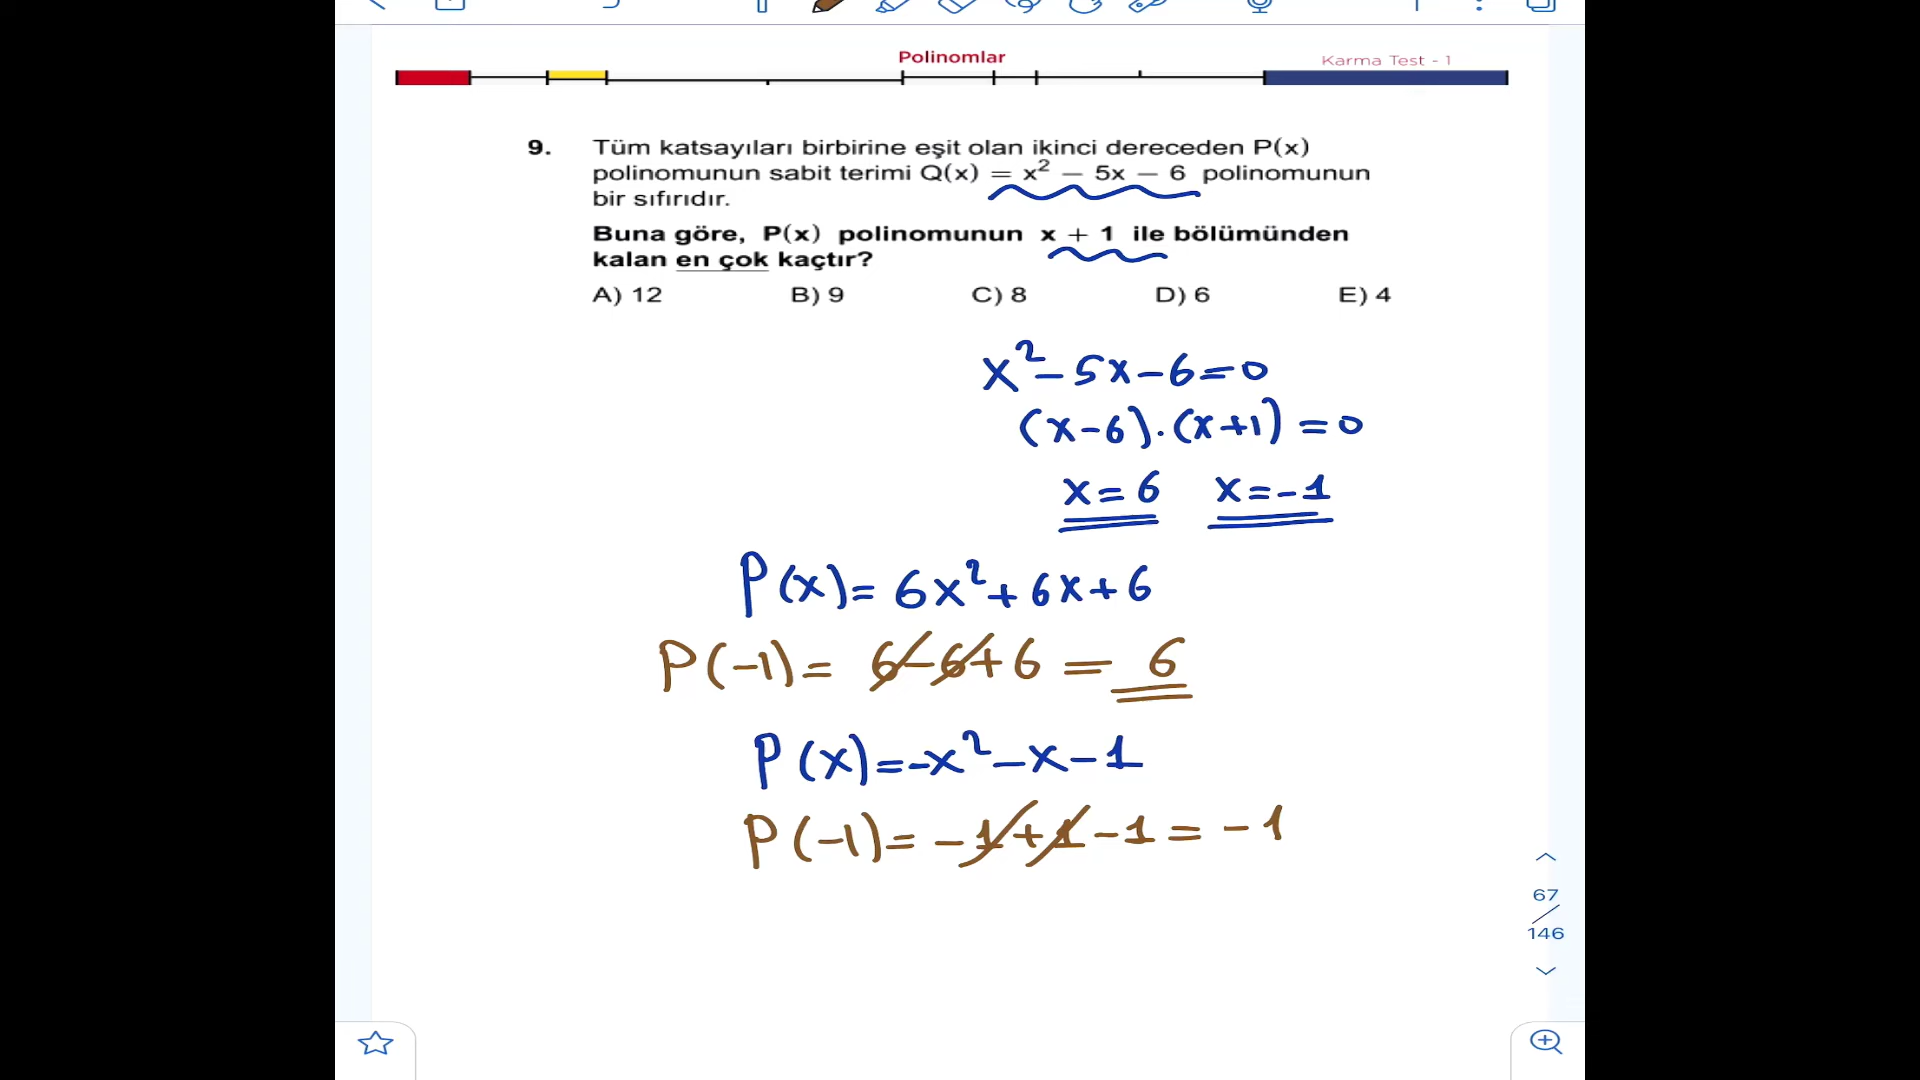 Polinomlar
Karma Test - 1
9. Tüm katsayıları birbirine eşit olan ikinci dereceden P(x)
polinomunun sabit terimi Q(x) = x² − 5x − 6 polinomunun
bir sıfırıdır.
Buna göre, P(x) polinomunun x + 1 ile bölümünden
kalan en çok kaçtır?
A) 12 B) 9 C) 8 D) 6 E) 4
x² − 5x − 6 = 0
(x − 6) · (x + 1) = 0
x = 6 x = −1
P(x) = 6x² + 6x + 6
P(−1) = 6 − 6 + 6 = 6
P(x) = −x² − x − 1
P(−1) = −1 + 1 − 1 = −1
67
146